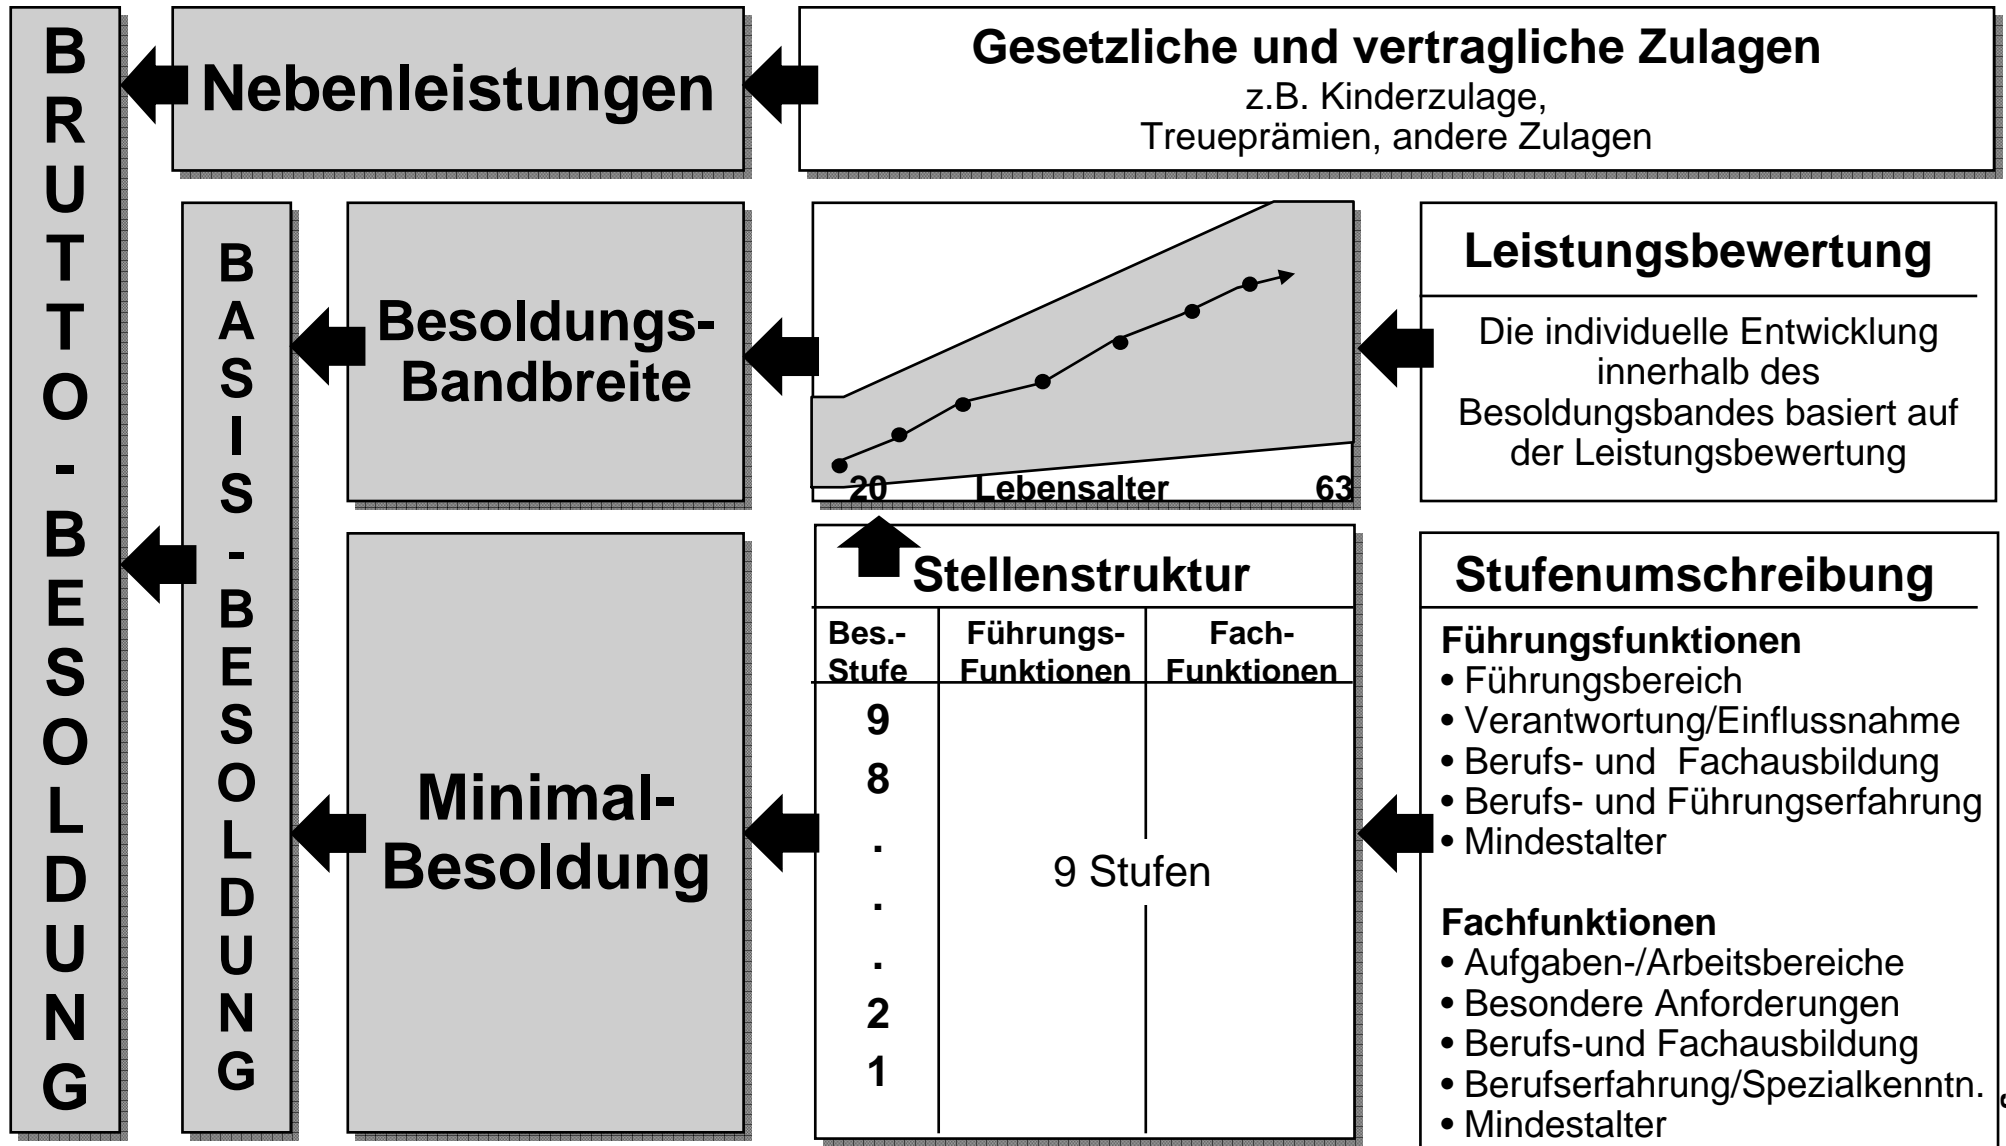 BRUTTO-BESOLDUNG
Nebenleistungen
Gesetzliche und vertragliche Zulagen
z.B. Kinderzulage,
Treueprämien, andere Zulagen
BASIS-BESOLDUNG
Besoldungs-
Bandbreite
20 Lebensalter 63
Leistungsbewertung
Die individuelle Entwicklung
innerhalb des
Besoldungsbandes basiert auf
der Leistungsbewertung
Minimal-
Besoldung
Stellenstruktur
Bes.- Führungs- Fach-
Stufe Funktionen Funktionen
9
8
.
9 Stufen
.
.
2
1
Stufenumschreibung
Führungsfunktionen
• Führungsbereich
• Verantwortung/Einflussnahme
• Berufs- und Fachausbildung
• Berufs- und Führungserfahrung
• Mindestalter
Fachfunktionen
• Aufgaben-/Arbeitsbereiche
• Besondere Anforderungen
• Berufs-und Fachausbildung
• Berufserfahrung/Spezialkenntn.
• Mindestalter